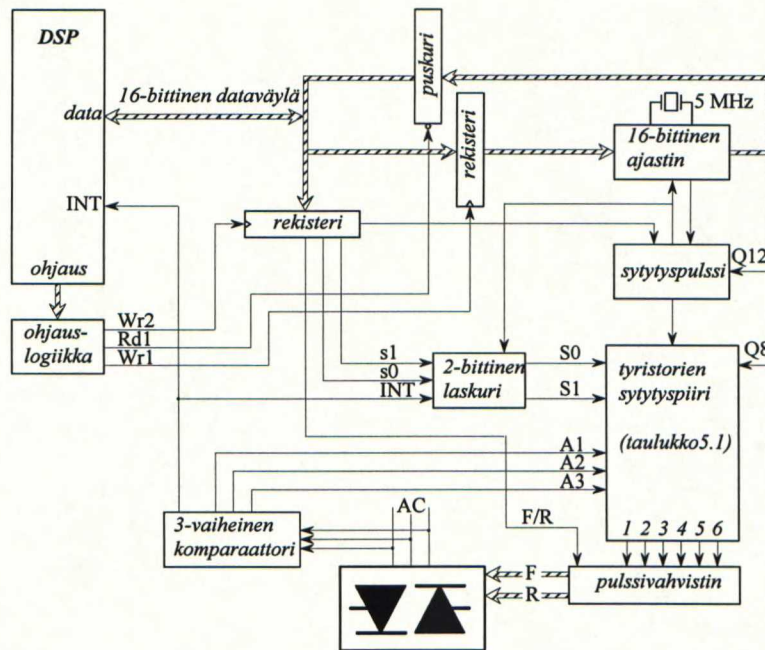 DSP
puskuri
16-bittinen dataväylä
data
rekisteri
5 MHz
16-bittinen
ajastin
INT
rekisteri
sytytyspulssi
Q12
ohjaus
ohjaus-
logiikka
Wr2
Rd1
Wr1
s1
s0
INT
2-bittinen
laskuri
S0
S1
tyristorien
sytytyspiiri
(taulukko5.1)
Q8
A1
A2
A3
3-vaiheinen
komparaattori
AC
F/R
1 2 3 4 5 6
F
R
pulssivahvistin